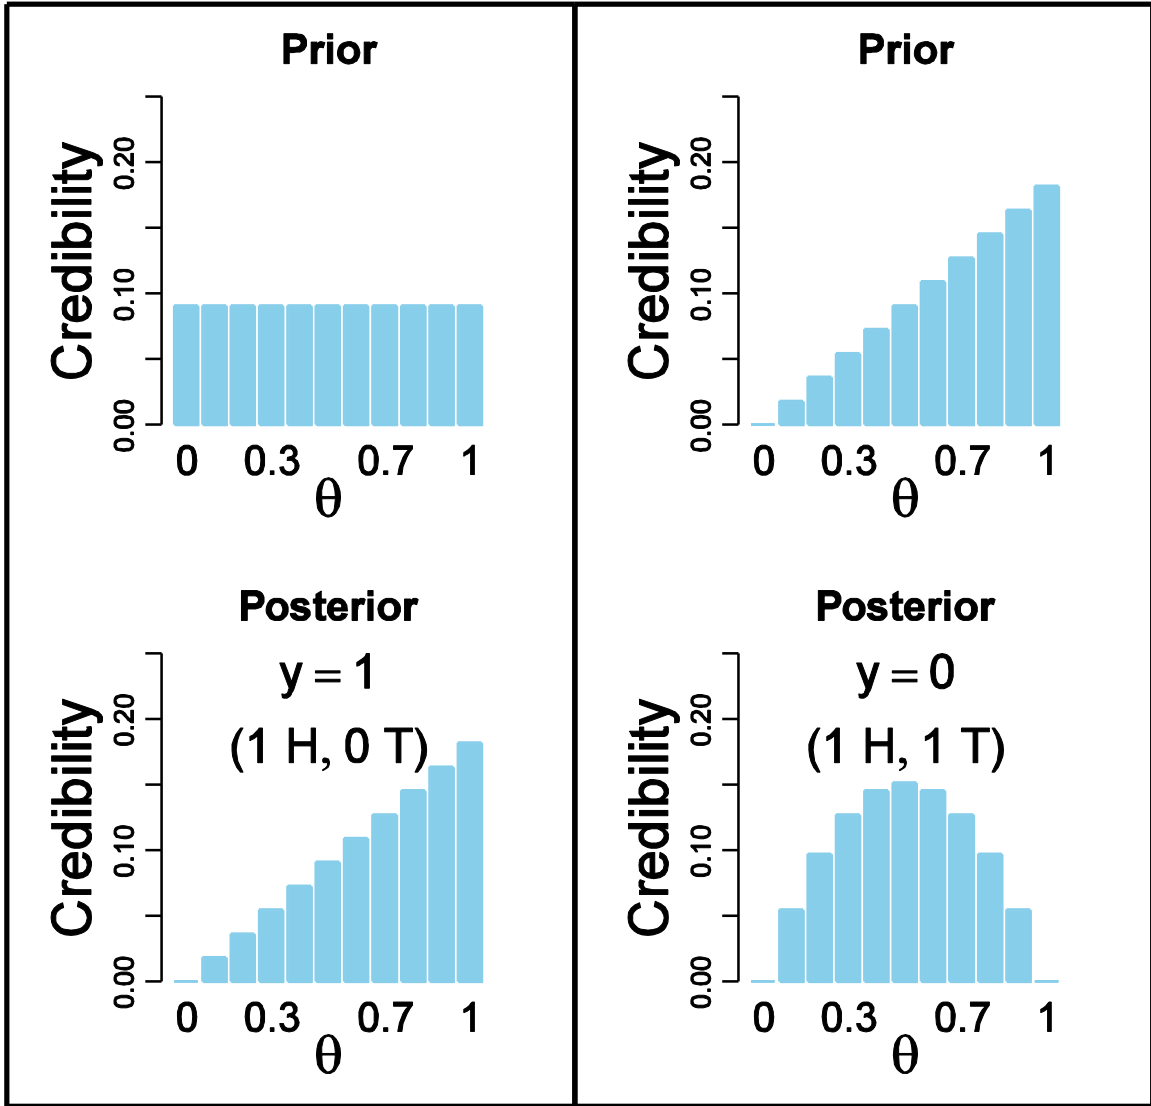 Prior
Credibility
0.20
0.10
0.00
0 0.3 0.7 1
θ
Prior
Credibility
0.20
0.10
0.00
0 0.3 0.7 1
θ
Posterior
y = 1
(1 H, 0 T)
Credibility
0.20
0.10
0.00
0 0.3 0.7 1
θ
Posterior
y = 0
(1 H, 1 T)
Credibility
0.20
0.10
0.00
0 0.3 0.7 1
θ